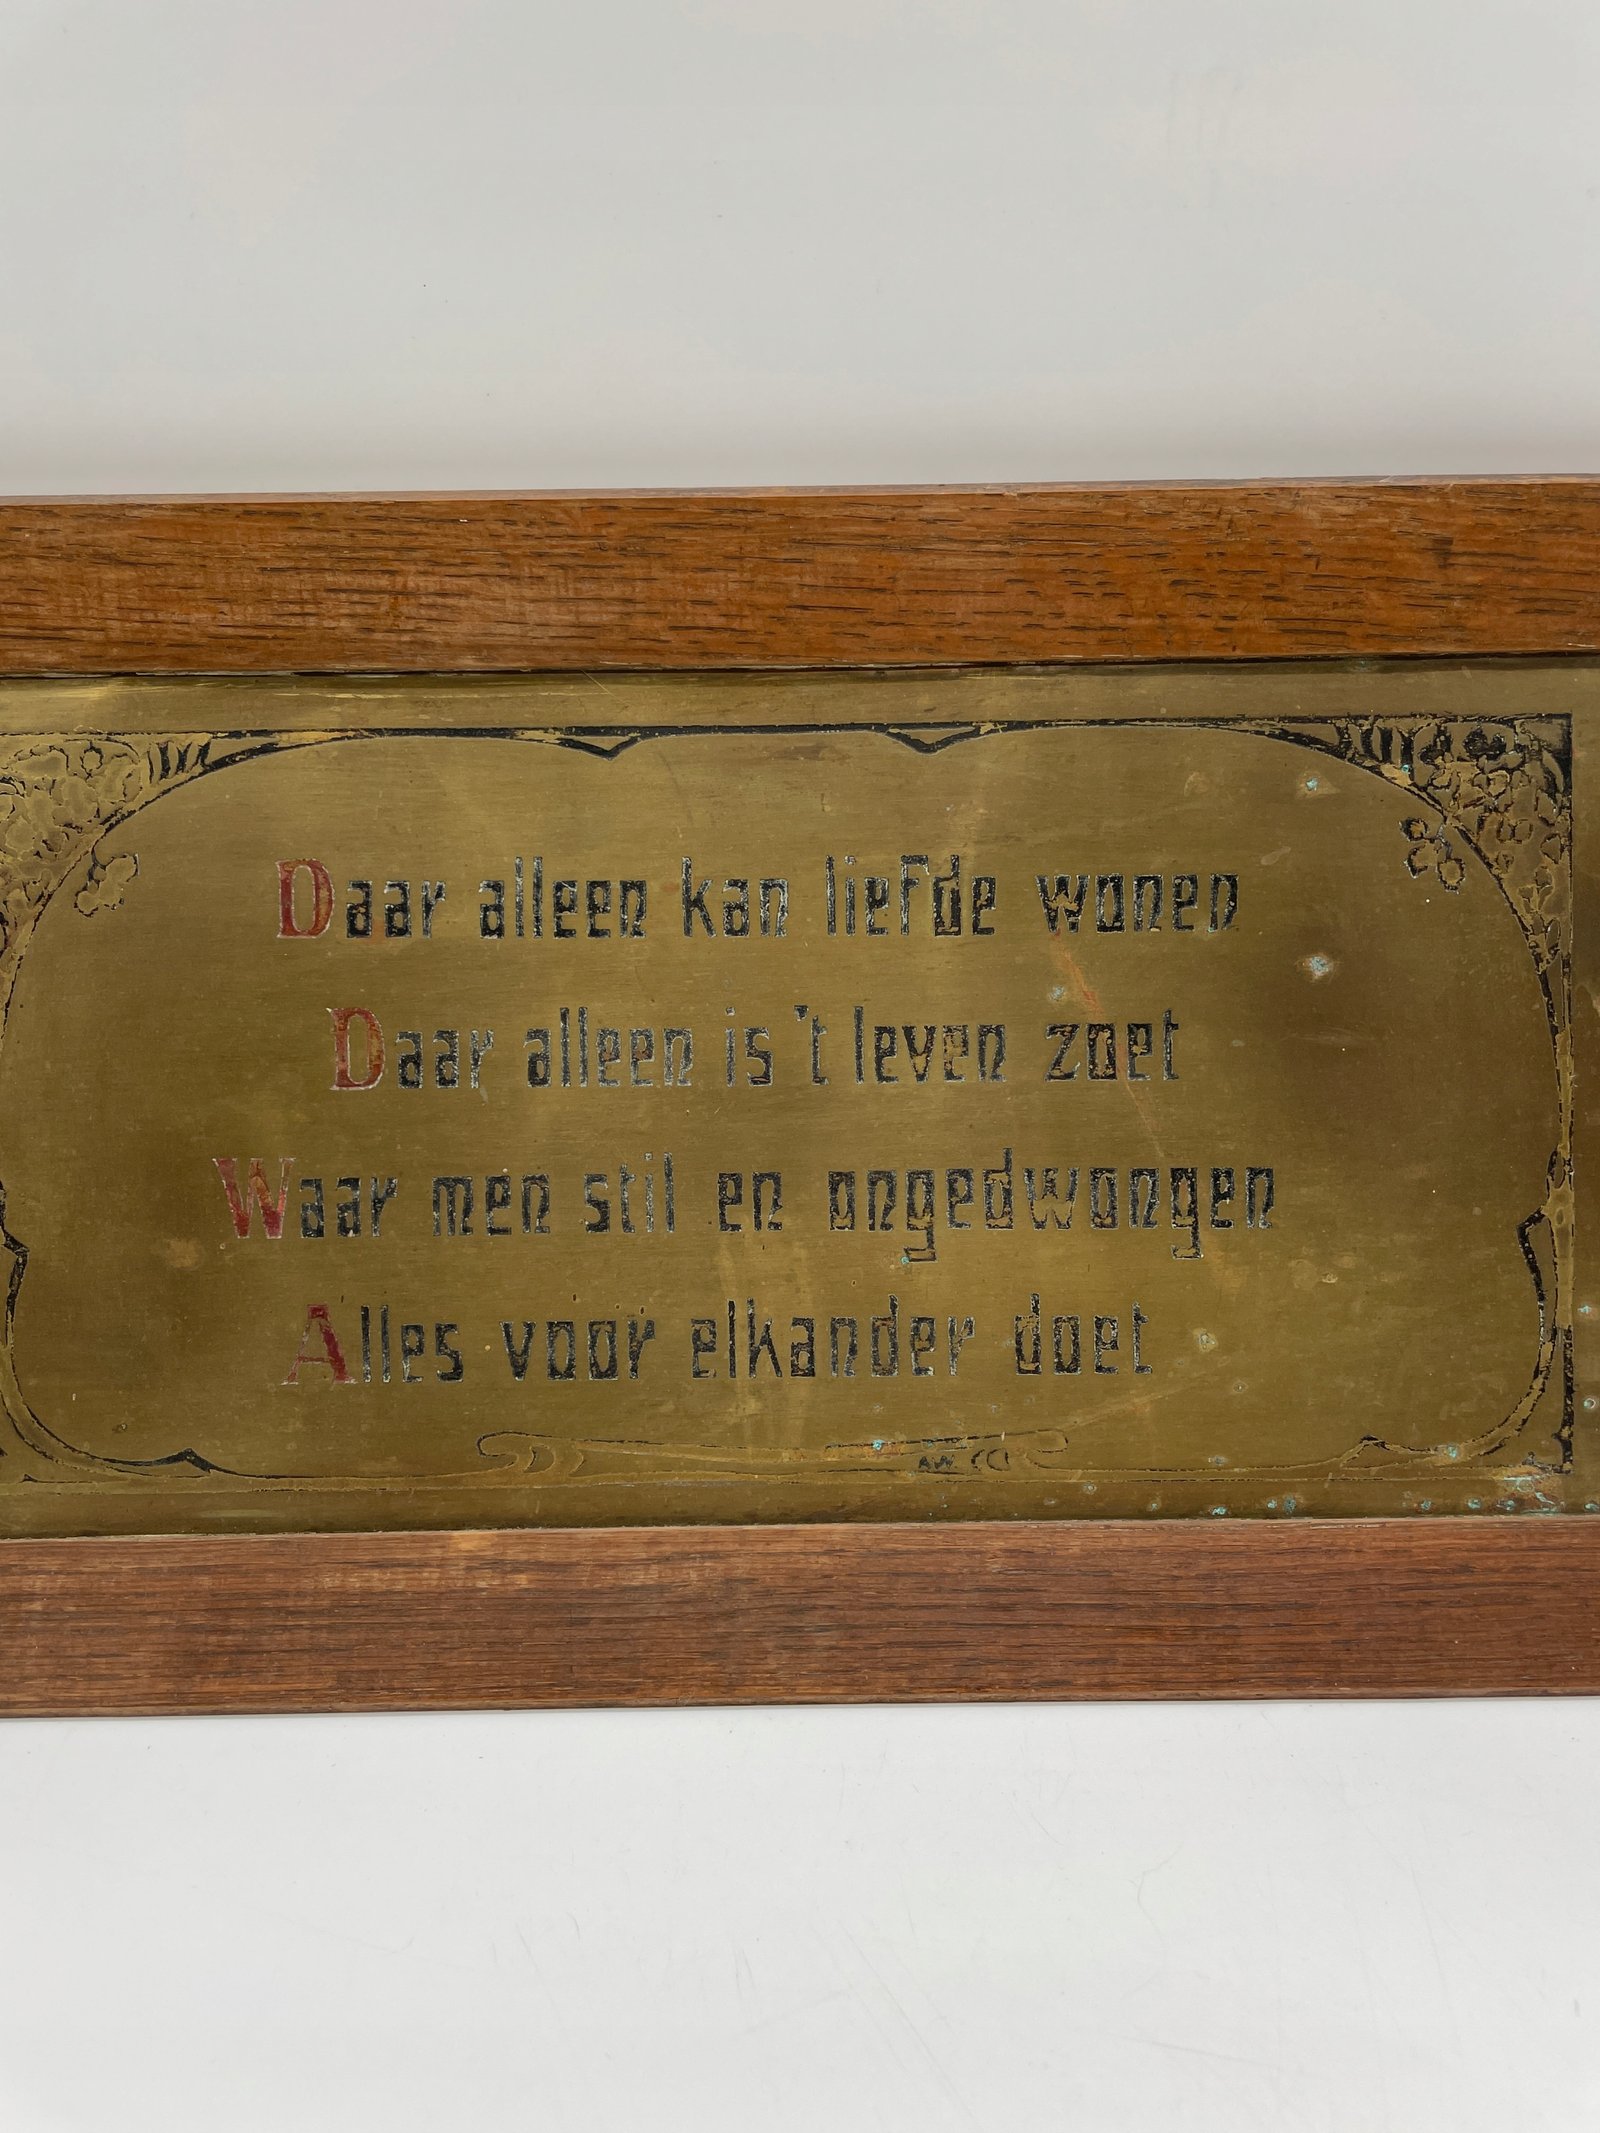 Daar alleen kan liefde wonen
Daar alleen is 't leven zoet
Waar men stil en ongedwongen
Alles voor elkander doet
AW